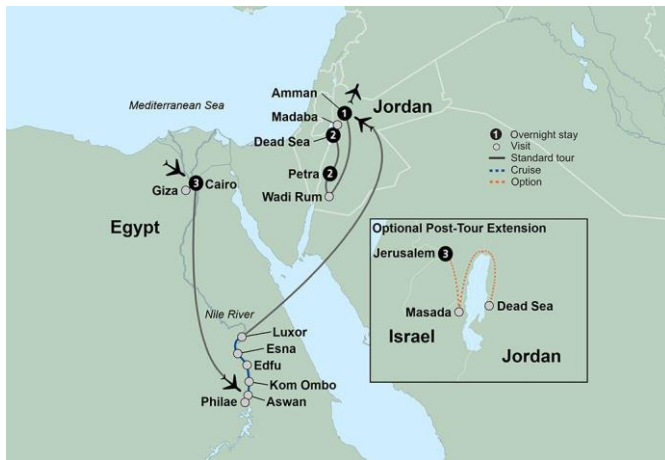 Mediterranean Sea
Amman
1
Jordan
Madaba
Dead Sea
2
Petra
2
Wadi Rum
1 Overnight stay
Visit
Standard tour
Cruise
Option
3
Cairo
Giza
Egypt
Nile River
Luxor
Esna
Edfu
Kom Ombo
Philae
Aswan
Optional Post-Tour Extension
Jerusalem 3
Masada
Dead Sea
Israel
Jordan